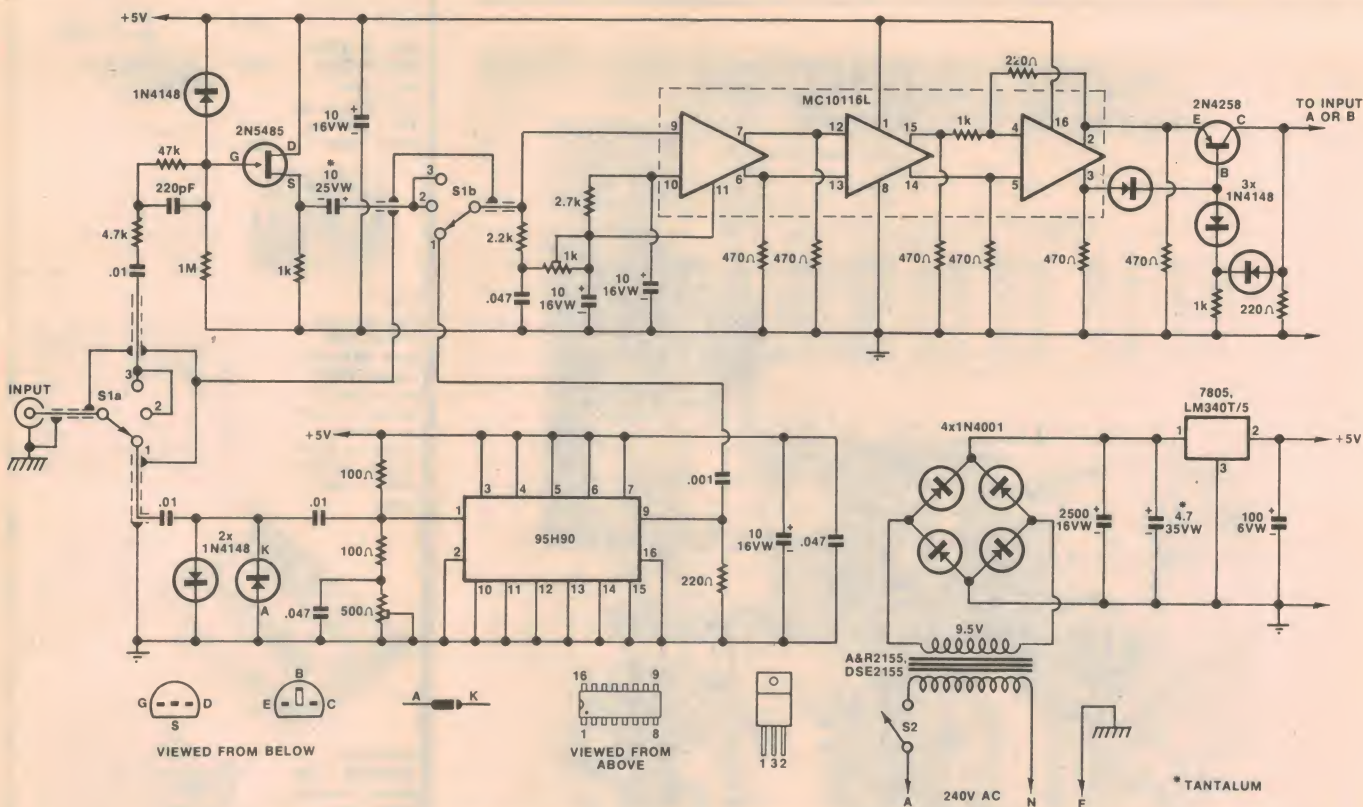 +5V
1N4148
2N5485
G
D
S
47k
220pF
4.7k
.01
1M
1k
10
16VW
+
-
*
10
25VW
- +
3
2
1
S1b
2.2k
.047
1k
2.7k
10
16VW
+
-
10
16VW
+
-
MC10116L
9
10
11
7
6
12
13
1
8
15
14
1k
220Ω
4
5
16
2
3
470Ω
470Ω
470Ω
470Ω
470Ω
470Ω
2N4258
E
C
B
TO INPUT
A OR B
3x
1N4148
1k
220Ω
INPUT
S1a
3
2
1
.01
2x
1N4148
K
A
.01
+5V
100Ω
100Ω
.047
500Ω
95H90
3
4
5
6
7
1
2
9
16
10
11
12
13
14
15
.001
220Ω
10
16VW
+
-
.047
4x1N4001
2500
16VW
+
-
*
4.7
35VW
+
-
7805,
LM340T/5
1
2
3
100
6VW
+
-
+5V
9.5V
A&R2155,
DSE2155
S2
A
240V AC
N
E
G
D
S
B
E
C
VIEWED FROM BELOW
A
K
16
9
1
8
VIEWED FROM
ABOVE
1 3 2
* TANTALUM